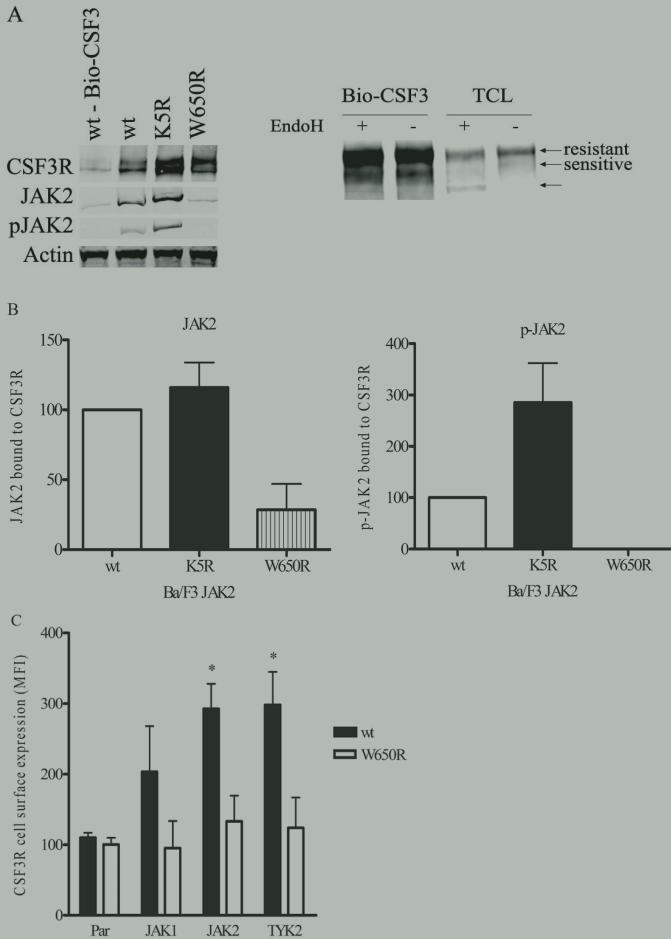 A
wt - Bio-CSF3
wt
K5R
W650R
CSF3R
JAK2
pJAK2
Actin
Bio-CSF3 TCL
EndoH + - + -
resistant
sensitive
B
JAK2
JAK2 bound to CSF3R
150
100
50
0
wt K5R W650R
Ba/F3 JAK2
p-JAK2
p-JAK2 bound to CSF3R
400
300
200
100
0
wt K5R W650R
Ba/F3 JAK2
C
CSF3R cell surface expression (MFI)
400
300
200
100
0
* *
Par JAK1 JAK2 TYK2
wt
W650R